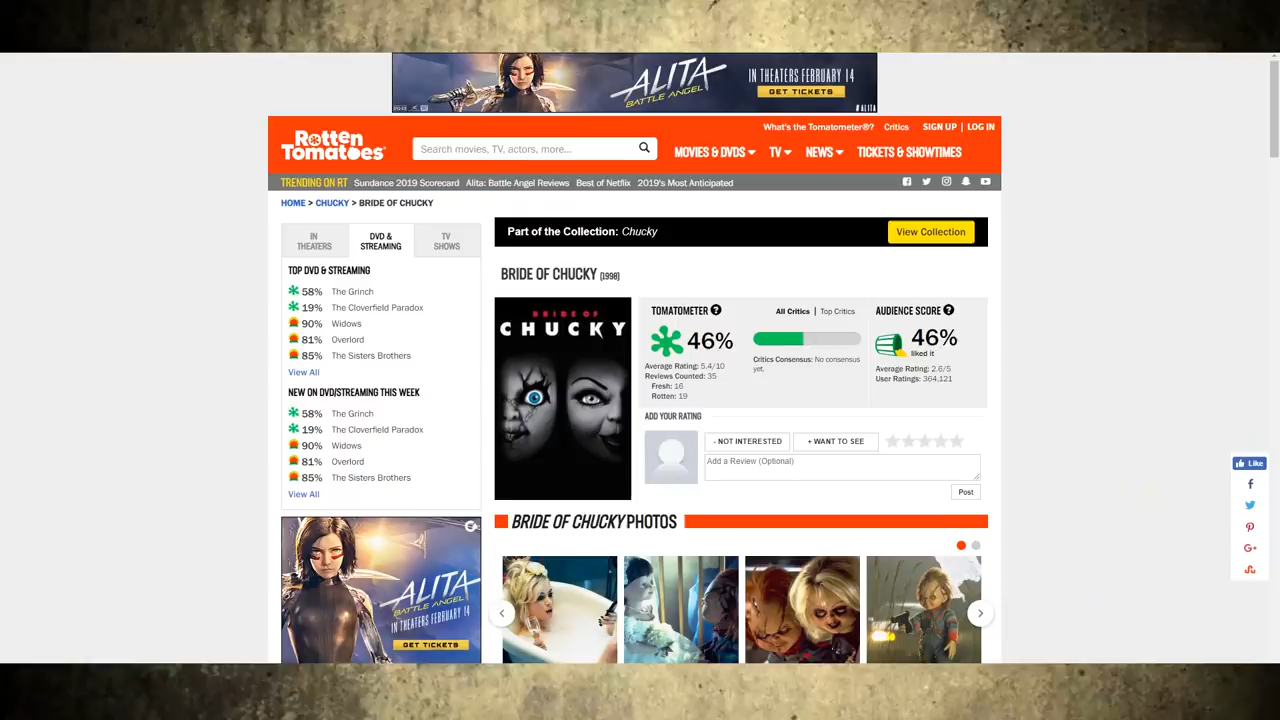 ALITA
BATTLE ANGEL
IN THEATERS FEBRUARY 14
GET TICKETS
#ALITA
What's the Tomatometer®? Critics SIGN UP | LOG IN
Rotten
Tomatoes®
Search movies, TV, actors, more...
MOVIES & DVDS TV NEWS TICKETS & SHOWTIMES
TRENDING ON RT Sundance 2019 Scorecard Alita: Battle Angel Reviews Best of Netflix 2019's Most Anticipated
HOME > CHUCKY > BRIDE OF CHUCKY
IN
THEATERS
DVD &
STREAMING
TV
SHOWS
TOP DVD & STREAMING
58% The Grinch
19% The Cloverfield Paradox
90% Widows
81% Overlord
85% The Sisters Brothers
View All
NEW ON DVD/STREAMING THIS WEEK
58% The Grinch
19% The Cloverfield Paradox
90% Widows
81% Overlord
85% The Sisters Brothers
View All
ALITA
BATTLE ANGEL
IN THEATERS FEBRUARY 14
GET TICKETS
Part of the Collection: Chucky
View Collection
BRIDE OF CHUCKY (1998)
BRIDE OF
CHUCKY
TOMATOMETER ?
46%
Average Rating: 5.4/10
Reviews Counted: 35
Fresh: 16
Rotten: 19
All Critics | Top Critics
Critics Consensus: No consensus
yet.
AUDIENCE SCORE ?
46%
liked it
Average Rating: 2.6/5
User Ratings: 364,121
ADD YOUR RATING
- NOT INTERESTED
+ WANT TO SEE
Add a Review (Optional)
Post
BRIDE OF CHUCKY PHOTOS
Like